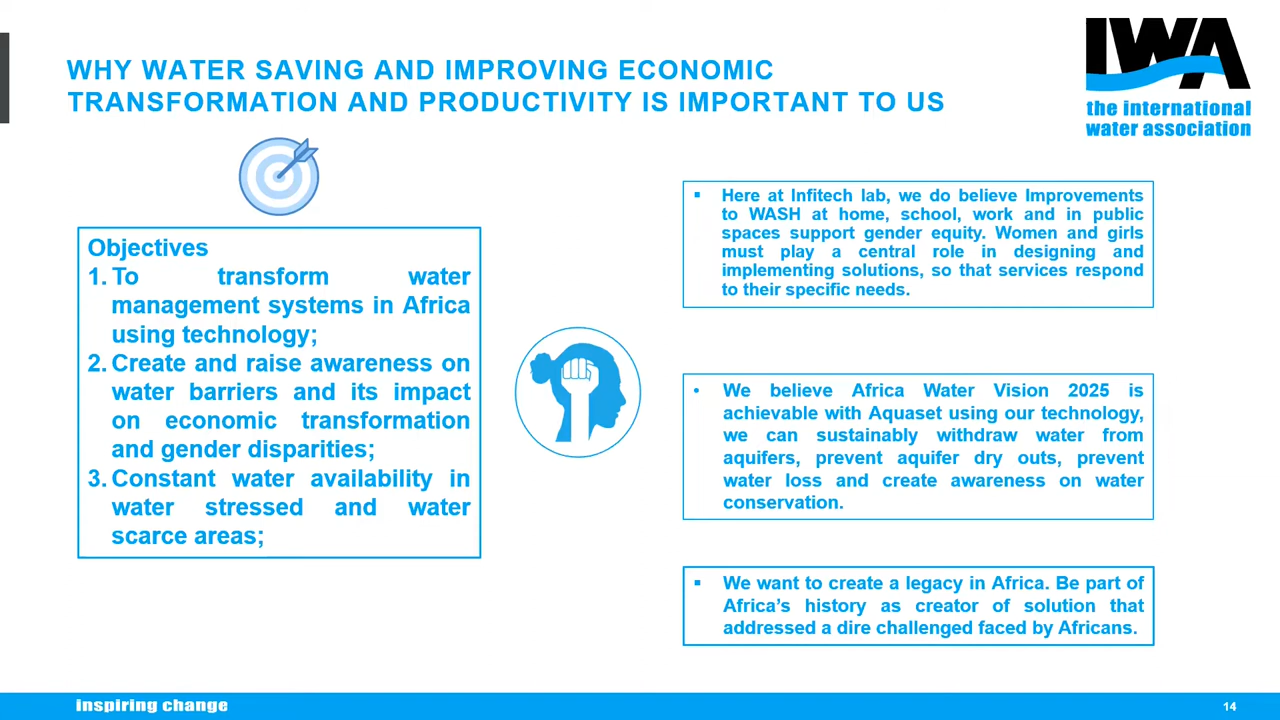 WHY WATER SAVING AND IMPROVING ECONOMIC
TRANSFORMATION AND PRODUCTIVITY IS IMPORTANT TO US
IWA
the international
water association
Objectives
1. To transform water
management systems in Africa
using technology;
2. Create and raise awareness on
water barriers and its impact
on economic transformation
and gender disparities;
3. Constant water availability in
water stressed and water
scarce areas;
▪ Here at Infitech lab, we do believe Improvements
to WASH at home, school, work and in public
spaces support gender equity. Women and girls
must play a central role in designing and
implementing solutions, so that services respond
to their specific needs.
• We believe Africa Water Vision 2025 is
achievable with Aquaset using our technology,
we can sustainably withdraw water from
aquifers, prevent aquifer dry outs, prevent
water loss and create awareness on water
conservation.
▪ We want to create a legacy in Africa. Be part of
Africa's history as creator of solution that
addressed a dire challenged faced by Africans.
inspiring change
14